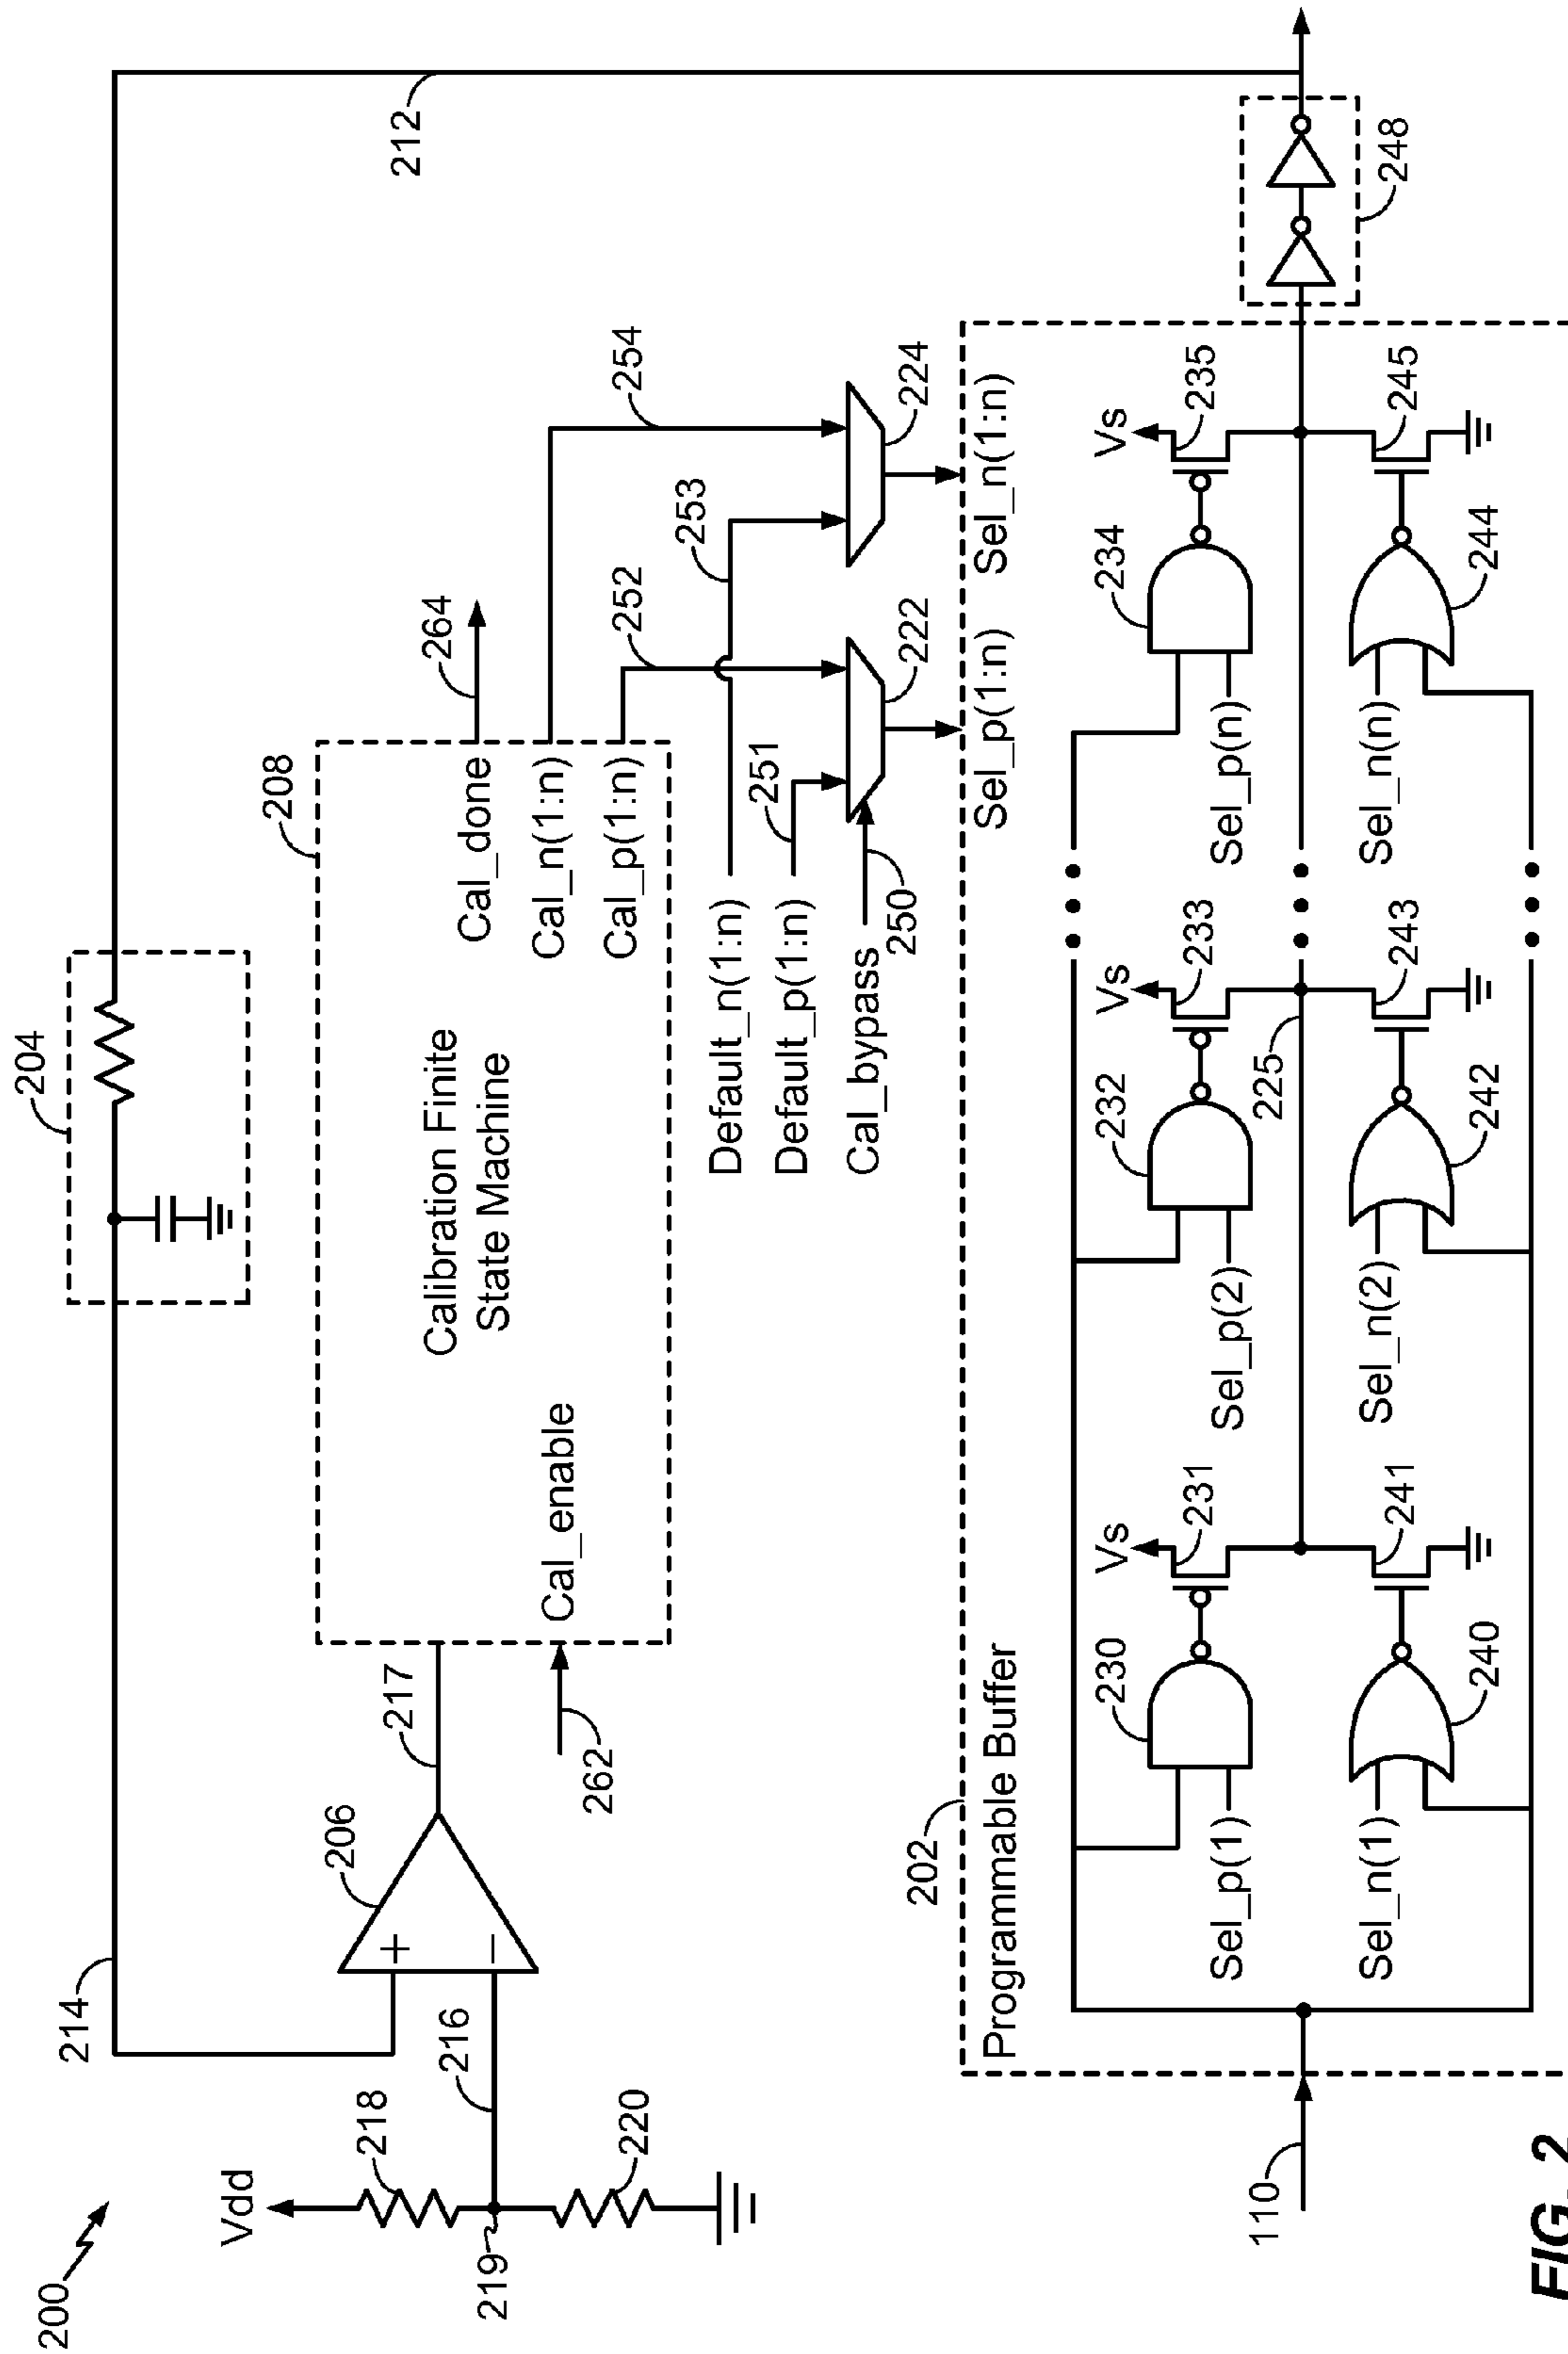 200
Vdd
218
219
220
216
214
206
+
−
217
262
204
212
208
Calibration Finite
State Machine
Cal_enable
Cal_done
Cal_n(1:n)
Cal_p(1:n)
264
254
252
253
251
Default_n(1:n)
Default_p(1:n)
Cal_bypass
250
222
224
Sel_p(1:n)
Sel_n(1:n)
202
Programmable Buffer
110
230
Vs
231
Sel_p(1)
Sel_n(1)
240
241
232
Vs
233
Sel_p(2)
225
Sel_n(2)
242
243
234
Vs
235
Sel_p(n)
Sel_n(n)
244
245
248
FIG. 2